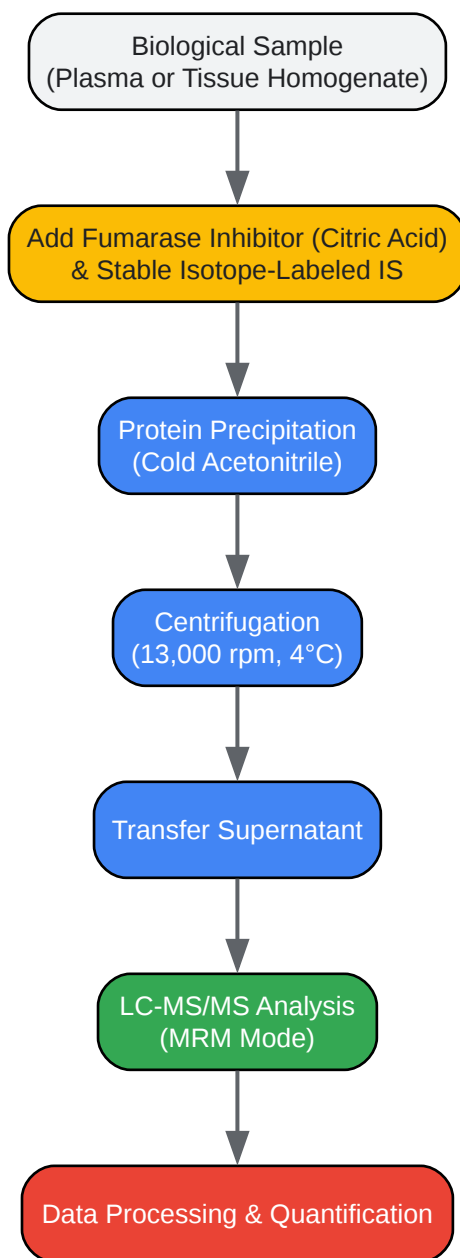 Biological Sample
(Plasma or Tissue Homogenate)
Add Fumarase Inhibitor (Citric Acid)
& Stable Isotope-Labeled IS
Protein Precipitation
(Cold Acetonitrile)
Centrifugation
(13,000 rpm, 4°C)
Transfer Supernatant
LC-MS/MS Analysis
(MRM Mode)
Data Processing & Quantification